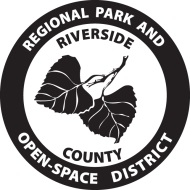 REGIONAL PARK AND
RIVERSIDE
COUNTY
OPEN-SPACE DISTRICT